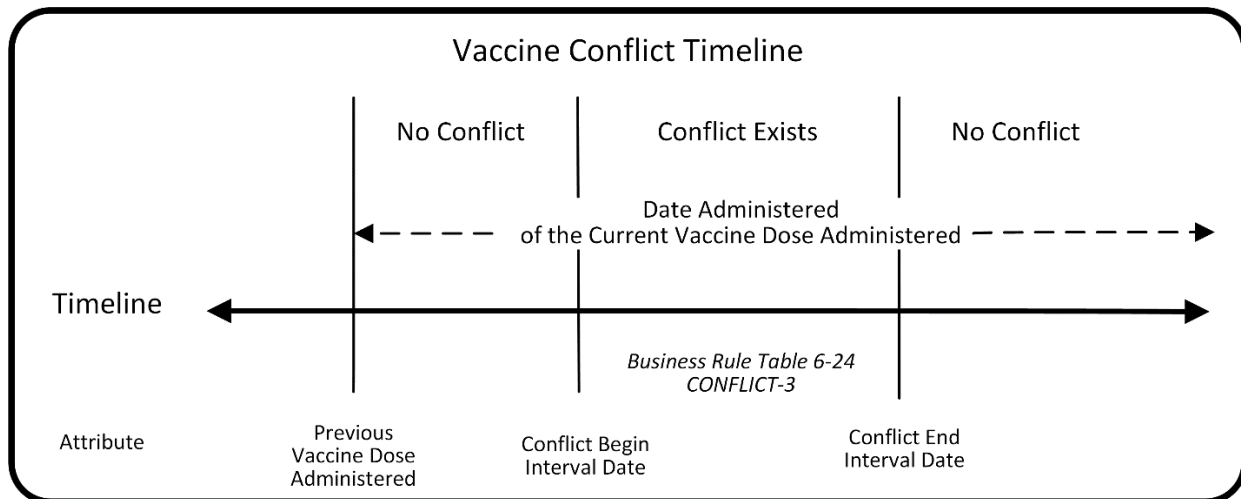 Vaccine Conflict Timeline
No Conflict
Conflict Exists
No Conflict
Date Administered
of the Current Vaccine Dose Administered
Timeline
Business Rule Table 6-24
CONFLICT-3
Attribute
Previous
Vaccine Dose
Administered
Conflict Begin
Interval Date
Conflict End
Interval Date